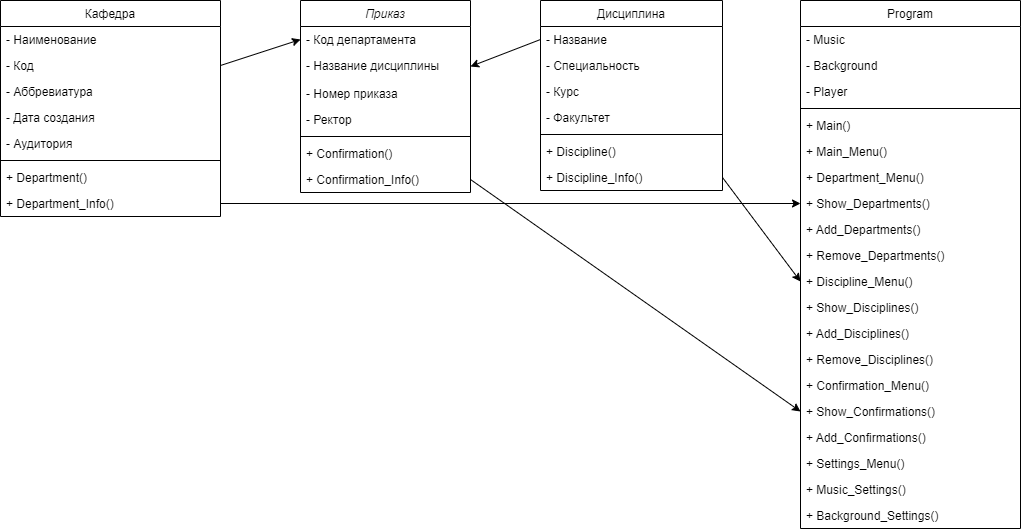 Кафедра
- Наименование
- Код
- Аббревиатура
- Дата создания
- Аудитория
+ Department()
+ Department_Info()
Приказ
- Код департамента
- Название дисциплины
- Номер приказа
- Ректор
+ Confirmation()
+ Confirmation_Info()
Дисциплина
- Название
- Специальность
- Курс
- Факультет
+ Discipline()
+ Discipline_Info()
Program
- Music
- Background
- Player
+ Main()
+ Main_Menu()
+ Department_Menu()
+ Show_Departments()
+ Add_Departments()
+ Remove_Departments()
+ Discipline_Menu()
+ Show_Disciplines()
+ Add_Disciplines()
+ Remove_Disciplines()
+ Confirmation_Menu()
+ Show_Confirmations()
+ Add_Confirmations()
+ Settings_Menu()
+ Music_Settings()
+ Background_Settings()